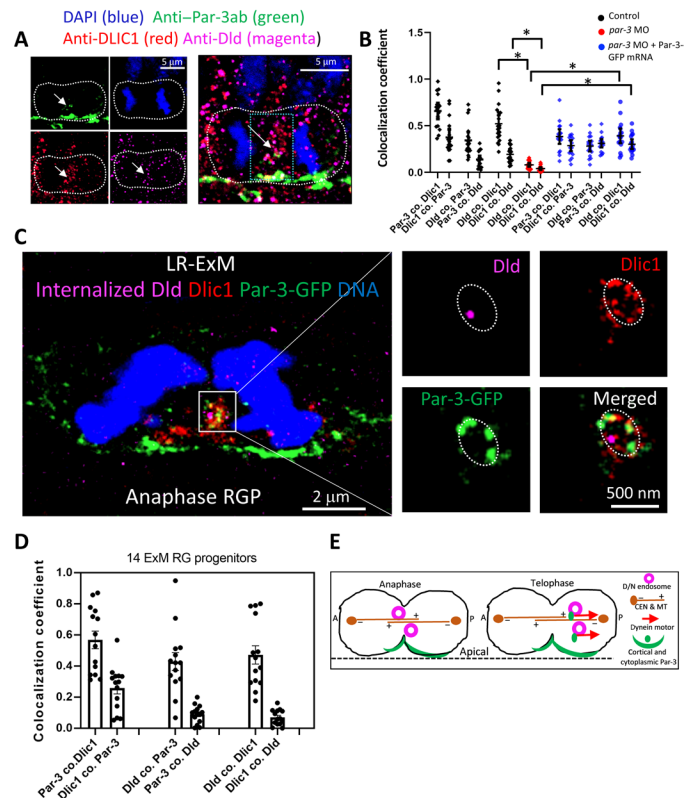 DAPI (blue) Anti–Par-3ab (green)
Anti-DLIC1 (red) Anti-Dld (magenta)
A
5 μm
5 μm
B
Control
par-3 MO
par-3 MO + Par-3-
GFP mRNA
Colocalization coefficient
1.0
0.5
0.0
*
*
*
*
Par-3 co. Dlic1
Dlic1 co. Par-3
Dld co. Par-3
Par-3 co. Dld
Dld co. Dlic1
Dlic1 co. Dld
Dld co. Dlic1
Dlic1 co. Dld
Par-3 co. Dlic1
Dlic1 co. Par-3
Dld co. Par-3
Par-3 co. Dld
Dld co. Dlic1
Dlic1 co. Dld
C
LR-ExM
Internalized Dld Dlic1 Par-3-GFP DNA
Anaphase RGP
2 μm
Dld
Dlic1
Par-3-GFP
Merged
500 nm
D
14 ExM RG progenitors
Colocalization coefficient
1.0
0.8
0.6
0.4
0.2
0.0
Par-3 co.Dlic1
Dlic1 co. Par-3
Dld co. Par-3
Par-3 co. Dld
Dld co. Dlic1
Dlic1 co. Dld
E
Anaphase
Telophase
A
P
− + + −
− + + −
Apical
D/N endosome
− +
CEN & MT
Dynein motor
Cortical and
cytoplasmic Par-3